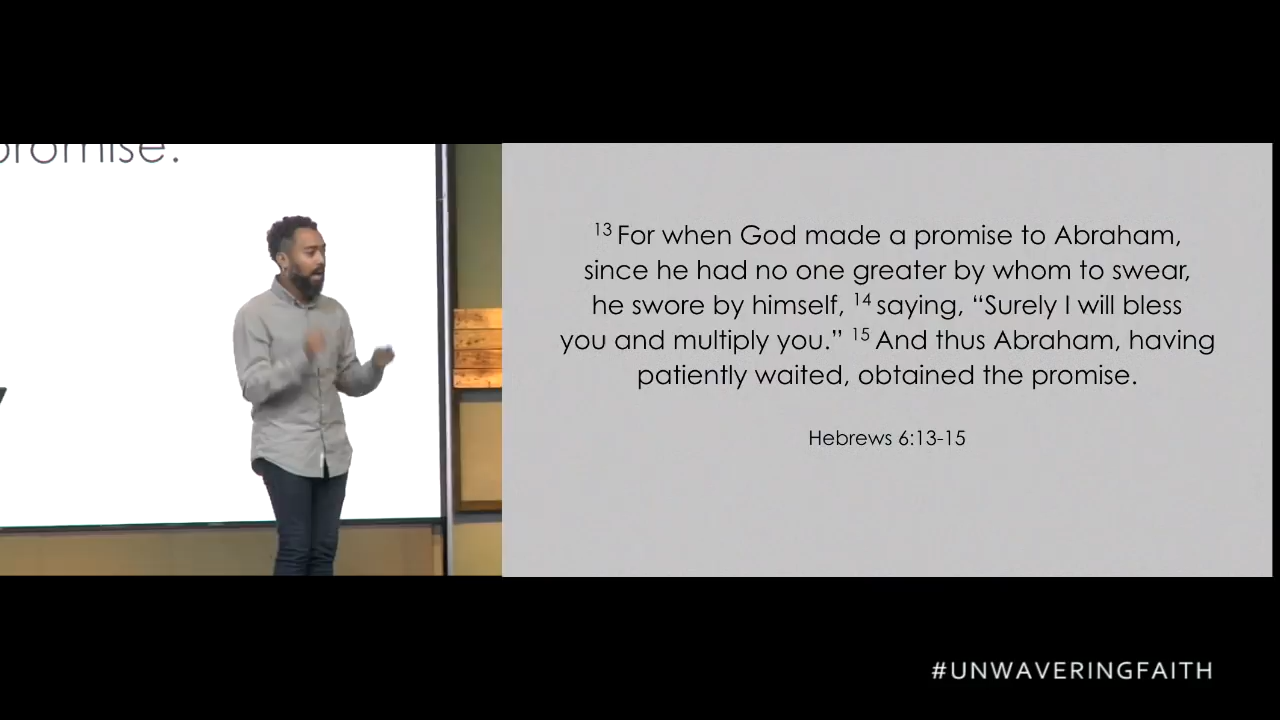 promise.
¹³ For when God made a promise to Abraham,
since he had no one greater by whom to swear,
he swore by himself, ¹⁴ saying, “Surely I will bless
you and multiply you.” ¹⁵ And thus Abraham, having
patiently waited, obtained the promise.
Hebrews 6:13-15
#UNWAVERINGFAITH